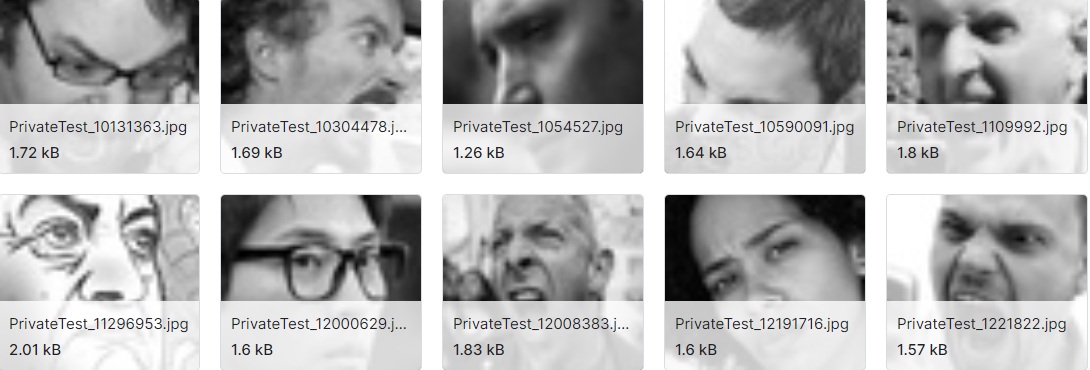 PrivateTest_10131363.jpg
1.72 kB
PrivateTest_10304478.j...
1.69 kB
PrivateTest_1054527.jpg
1.26 kB
PrivateTest_10590091.jpg
1.64 kB
PrivateTest_1109992.jpg
1.8 kB
PrivateTest_11296953.jpg
2.01 kB
PrivateTest_12000629.j...
1.6 kB
PrivateTest_12008383.j...
1.83 kB
PrivateTest_12191716.jpg
1.6 kB
PrivateTest_1221822.jpg
1.57 kB